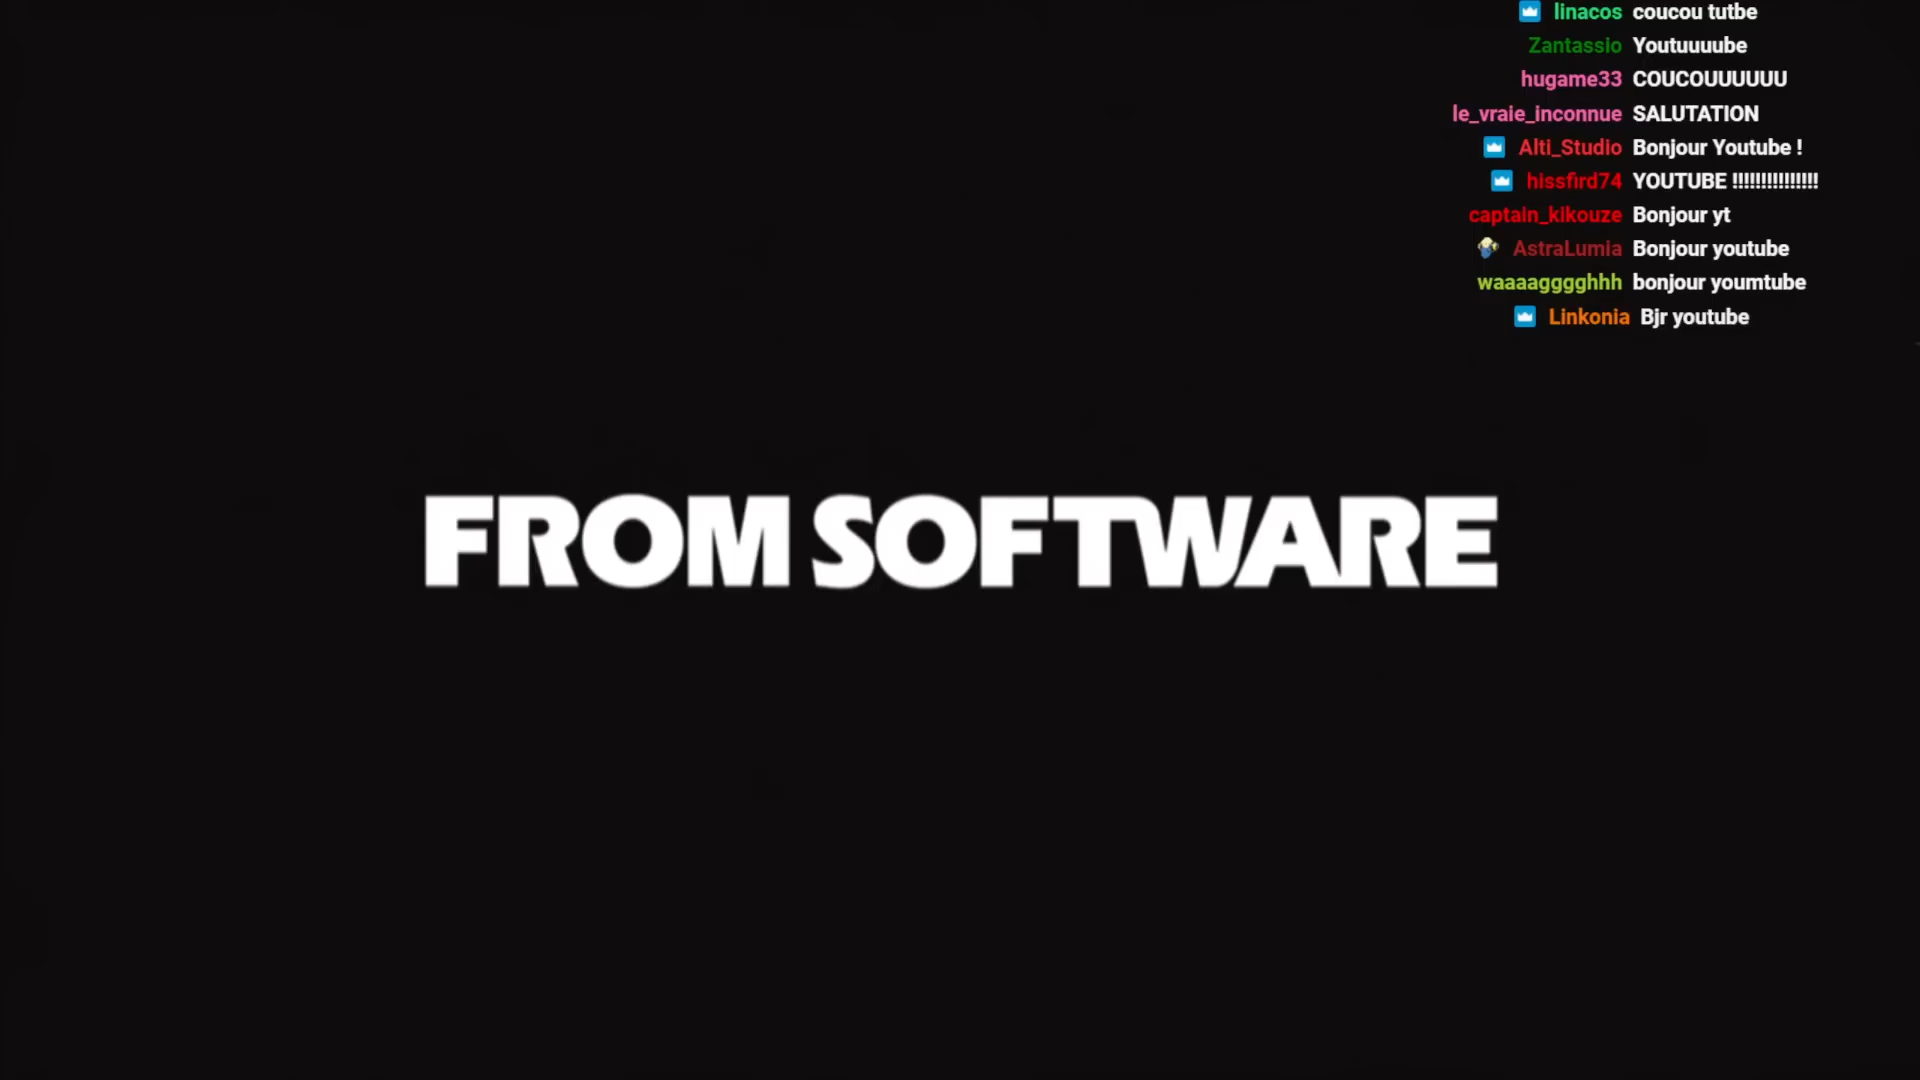 linacos coucou tutbe
Zantassio Youtuuuube
hugame33 COUCOUUUUUU
le_vraie_inconnue SALUTATION
Alti_Studio Bonjour Youtube !
hissfird74 YOUTUBE !!!!!!!!!!!!!!!
captain_kikouze Bonjour yt
AstraLumia Bonjour youtube
waaaagggghhh bonjour youmtube
Linkonia Bjr youtube
FROM SOFTWARE